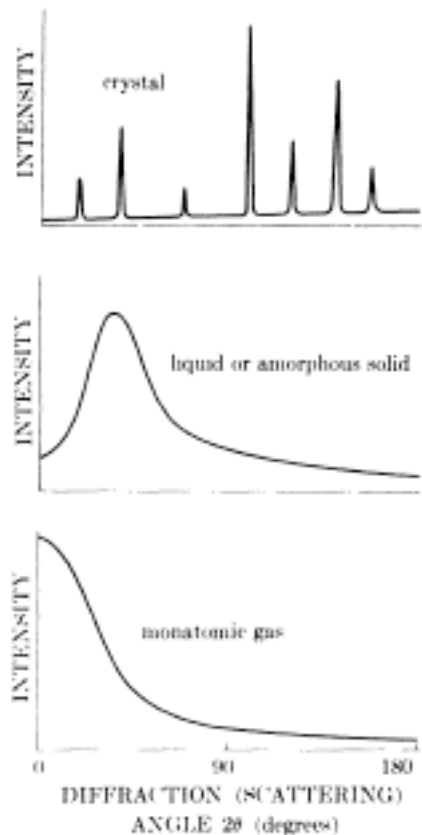 INTENSITY
crystal
INTENSITY
liquid or amorphous solid
INTENSITY
monatomic gas
0 90 180
DIFFRACTION (SCATTERING)
ANGLE 2θ (degrees)